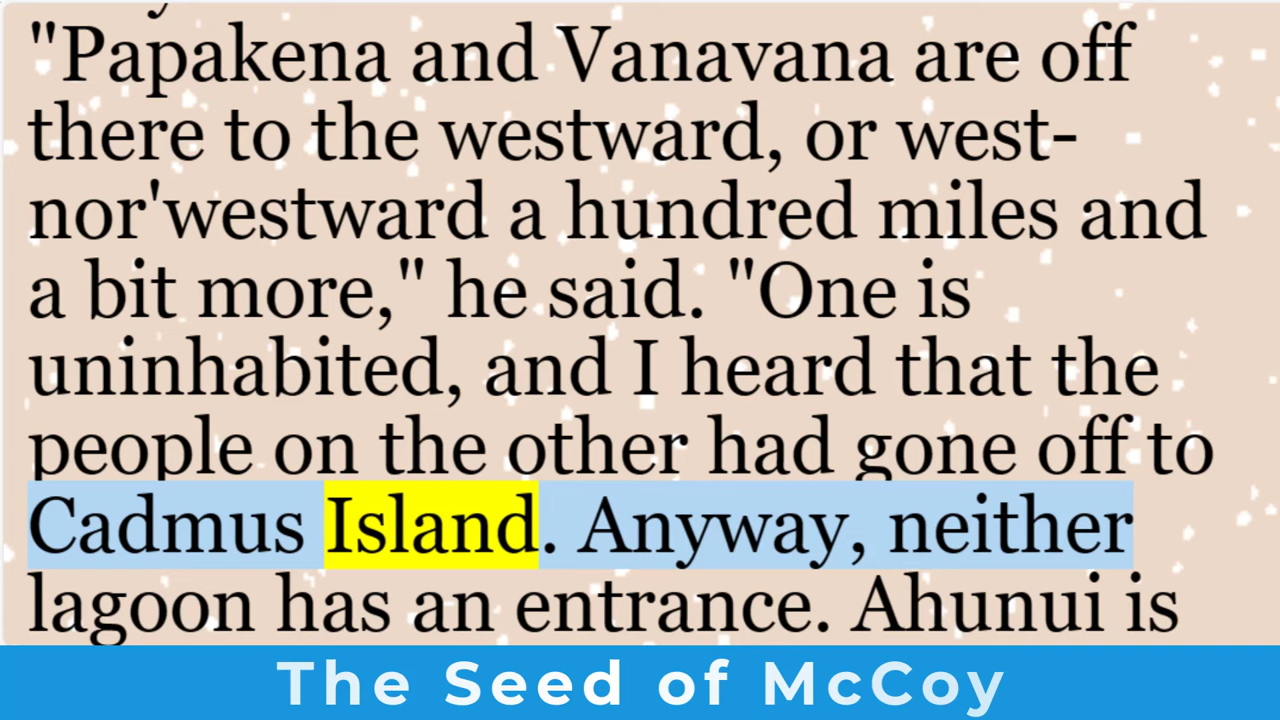 "Papakena and Vanavana are off
there to the westward, or west-
nor'westward a hundred miles and
a bit more," he said. "One is
uninhabited, and I heard that the
people on the other had gone off to
Cadmus Island. Anyway, neither
lagoon has an entrance. Ahunui is
The Seed of McCoy